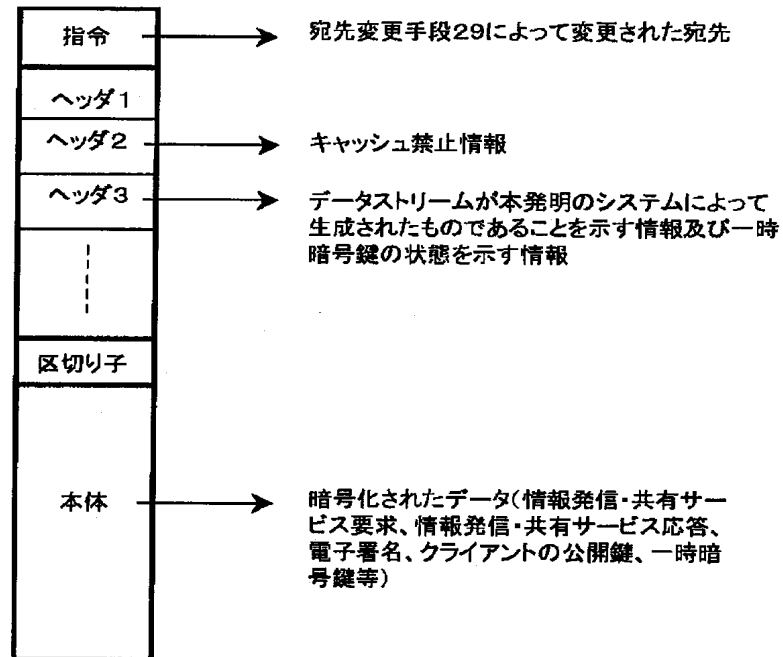 指令
宛先変更手段29によって変更された宛先
ヘッダ1
ヘッダ2
キャッシュ禁止情報
ヘッダ3
データストリームが本発明のシステムによって
生成されたものであることを示す情報及び一時
暗号鍵の状態を示す情報
区切り子
本体
暗号化されたデータ(情報発信・共有サー
ビス要求、情報発信・共有サービス応答、
電子署名、クライアントの公開鍵、一時暗
号鍵等)